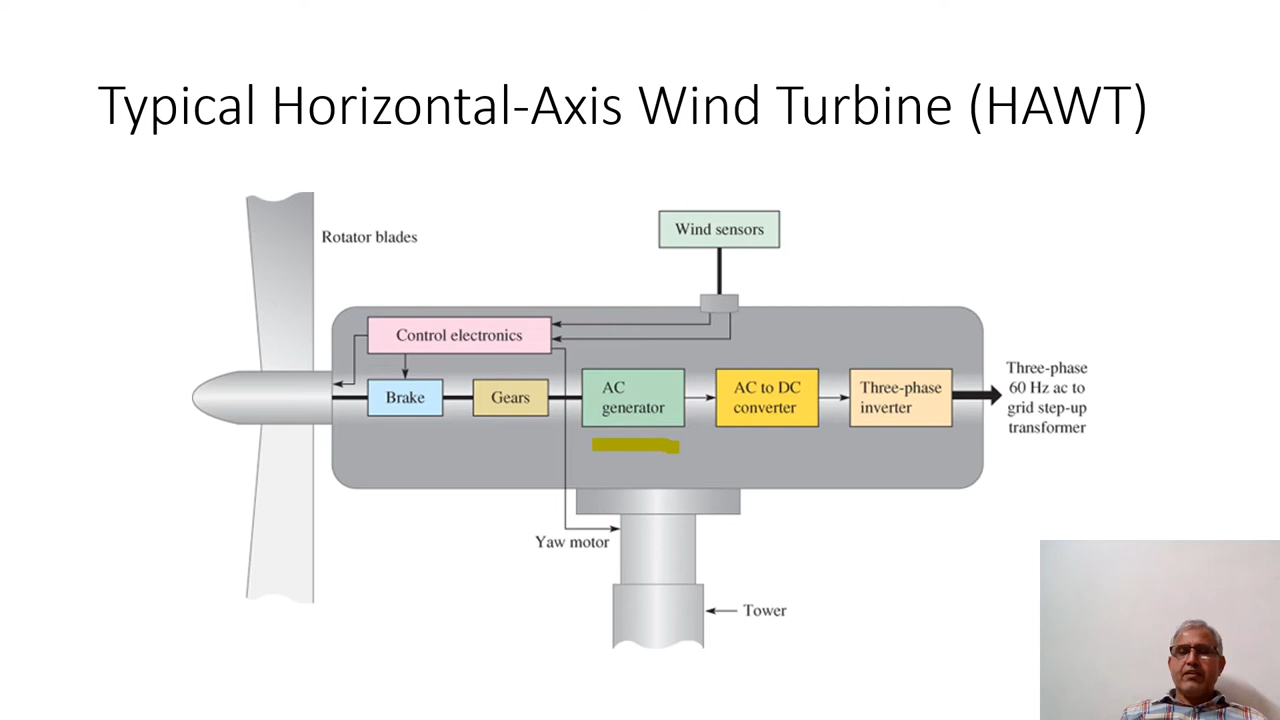 Typical Horizontal-Axis Wind Turbine (HAWT)
Rotator blades
Wind sensors
Control electronics
Brake
Gears
AC
generator
AC to DC
converter
Three-phase
inverter
Three-phase
60 Hz ac to
grid step-up
transformer
Yaw motor
Tower